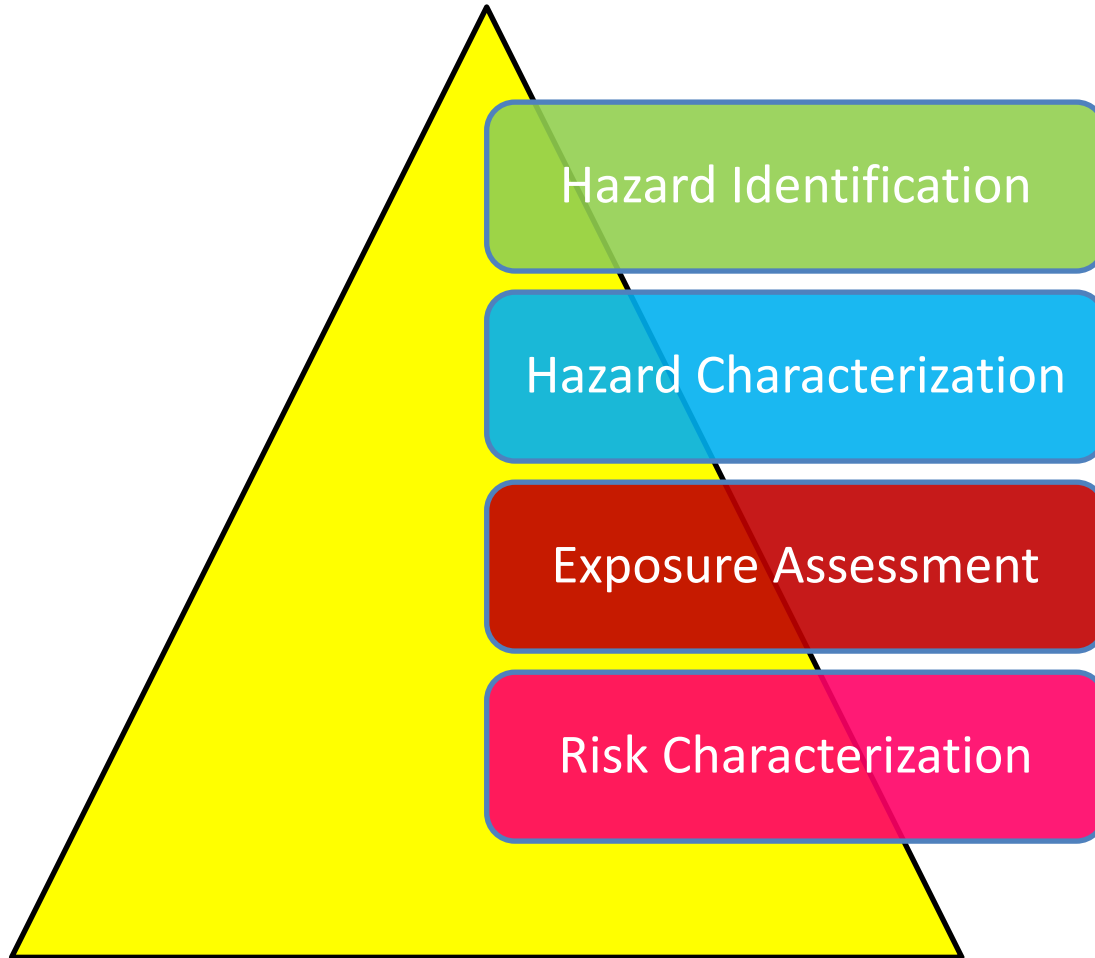 Hazard Identification
Hazard Characterization
Exposure Assessment
Risk Characterization